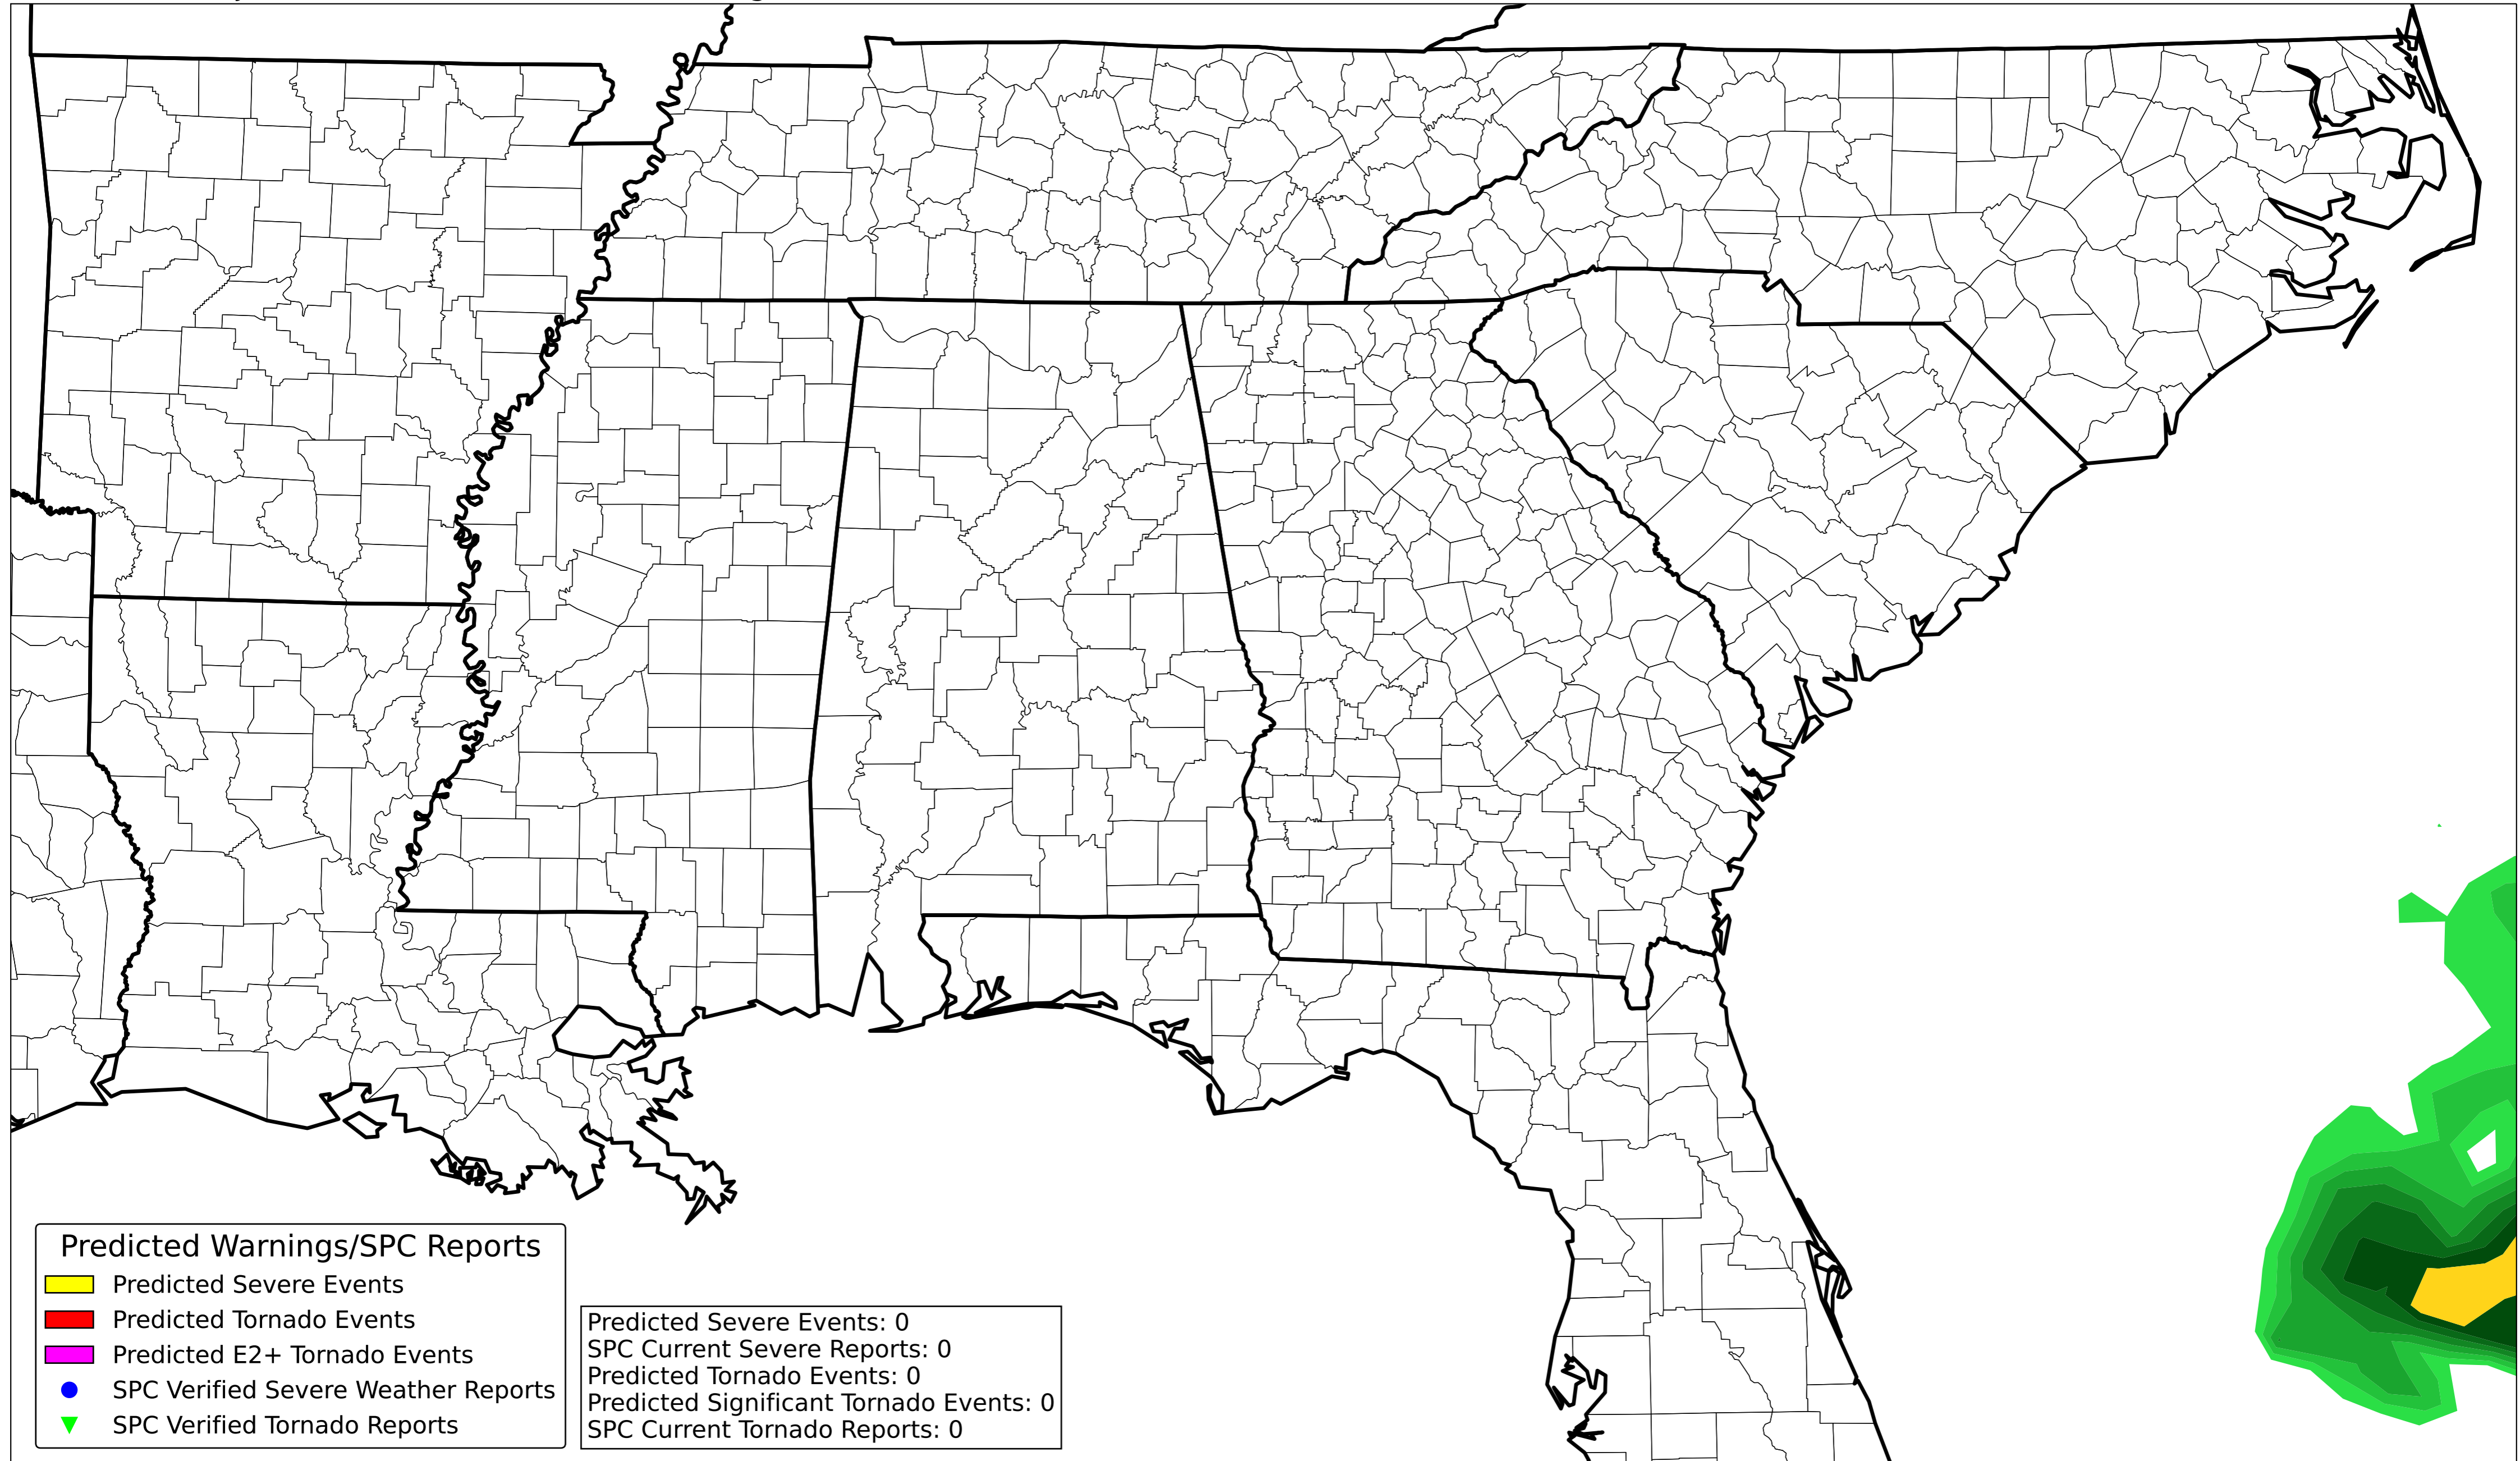 Predicted Warnings/SPC Reports
Predicted Severe Events
Predicted Tornado Events
Predicted E2+ Tornado Events
SPC Verified Severe Weather Reports
SPC Verified Tornado Reports
Predicted Severe Events: 0
SPC Current Severe Reports: 0
Predicted Tornado Events: 0
Predicted Significant Tornado Events: 0
SPC Current Tornado Reports: 0